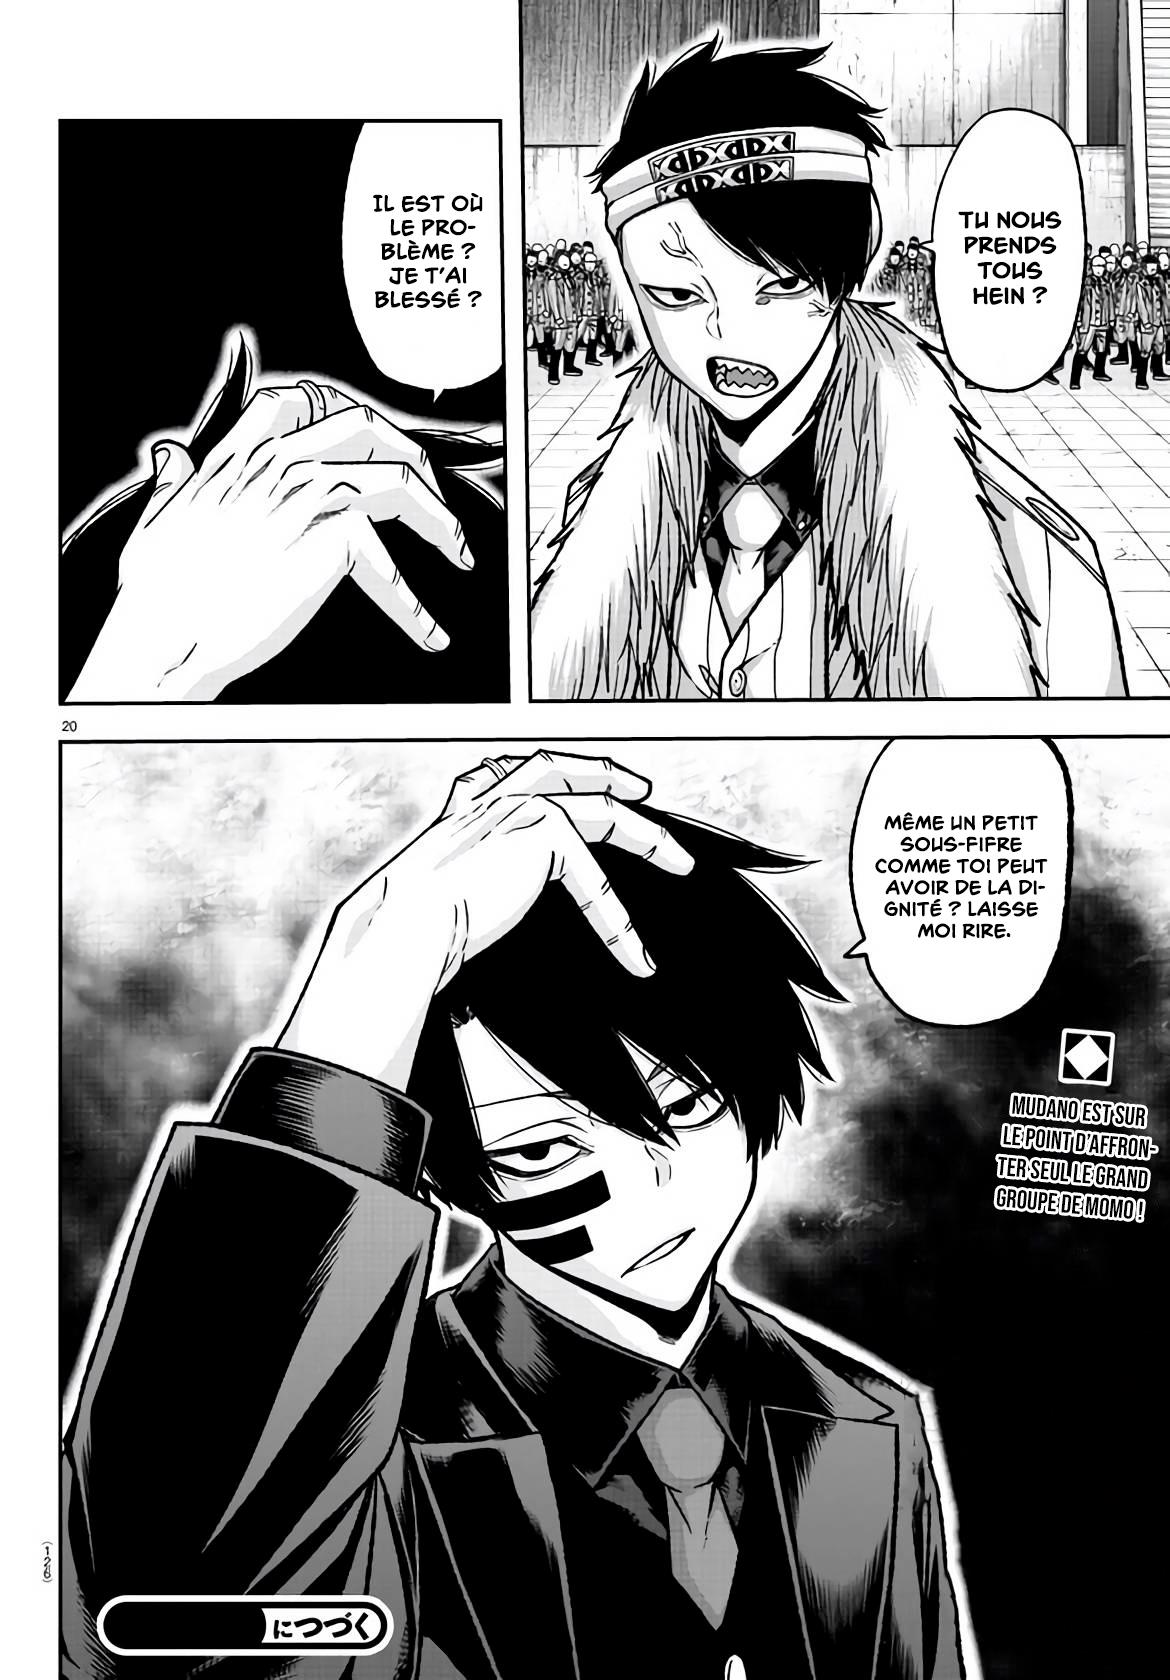 TU NOUS
PRENDS
TOUS
HEIN ?
IL EST OÙ
LE PRO-
BLÈME ?
JE T'AI
BLESSÉ ?
20
MÊME UN PETIT
SOUS-FIFRE
COMME TOI PEUT
AVOIR DE LA DI-
GNITÉ ? LAISSE
MOI RIRE.
MUDANO EST SUR
LE POINT D'AFFRON-
TER SEUL LE GRAND
GROUPE DE MOMO !
(126)
につづく